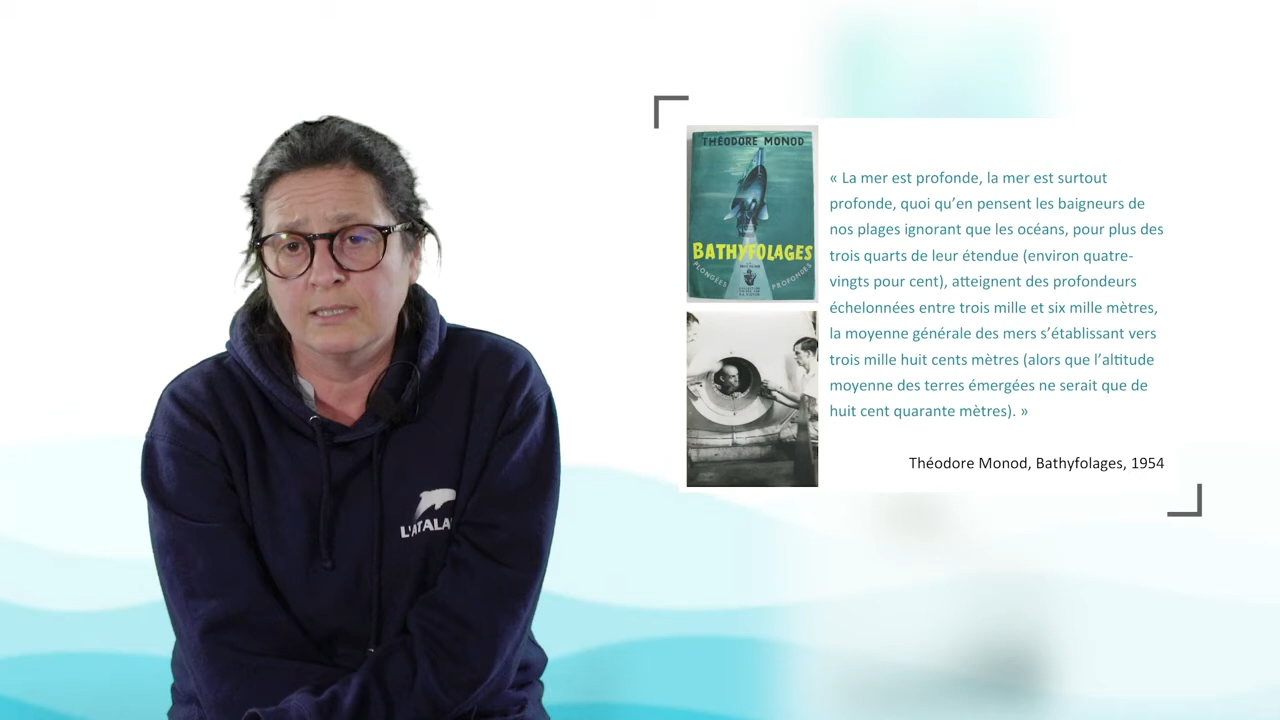 THÉODORE MONOD
BATHYFOLAGES
PLONGÉES PROFONDES
« La mer est profonde, la mer est surtout
profonde, quoi qu'en pensent les baigneurs de
nos plages ignorant que les océans, pour plus des
trois quarts de leur étendue (environ quatre-
vingts pour cent), atteignent des profondeurs
échelonnées entre trois mille et six mille mètres,
la moyenne générale des mers s'établissant vers
trois mille huit cents mètres (alors que l'altitude
moyenne des terres émergées ne serait que de
huit cent quarante mètres). »
Théodore Monod, Bathyfolages, 1954
L'ATALA